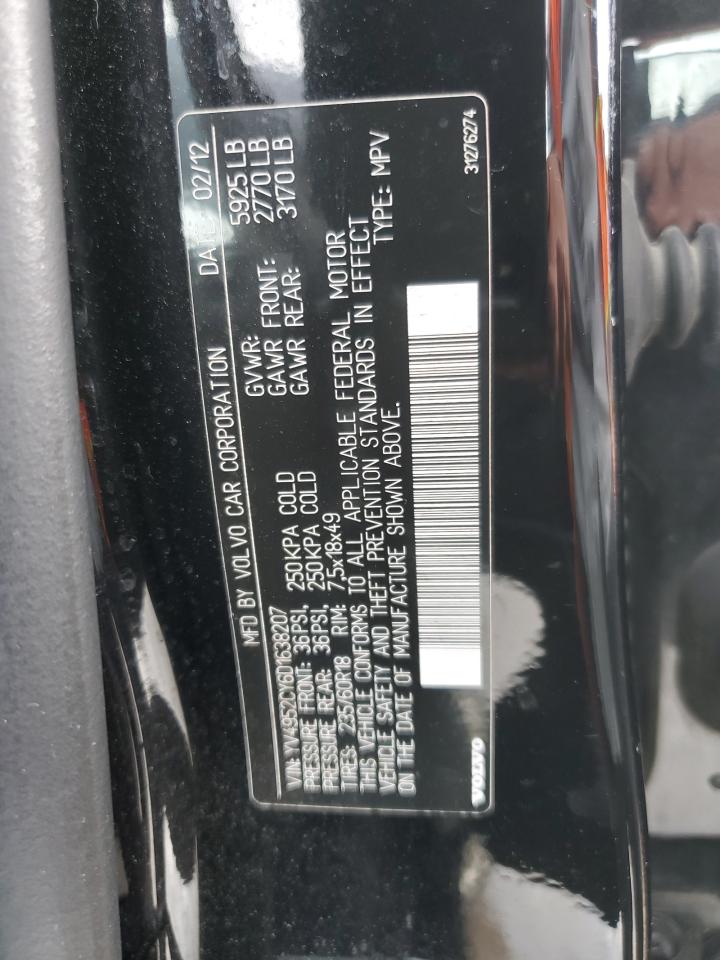 MFD BY VOLVO CAR CORPORATION DATE: 02/12
GVWR: 5925 LB
GAWR FRONT: 2770 LB
GAWR REAR: 3170 LB
VIN: YV4952CY6D1638207
PRESSURE FRONT: 36PSI, 250KPA COLD
PRESSURE REAR: 36PSI, 250KPA COLD
TIRES: 235/60R18 RIM: 7,5x18x49
THIS VEHICLE CONFORMS TO ALL APPLICABLE FEDERAL MOTOR
VEHICLE SAFETY AND THEFT PREVENTION STANDARDS IN EFFECT
ON THE DATE OF MANUFACTURE SHOWN ABOVE. TYPE: MPV
VOLVO
31276274